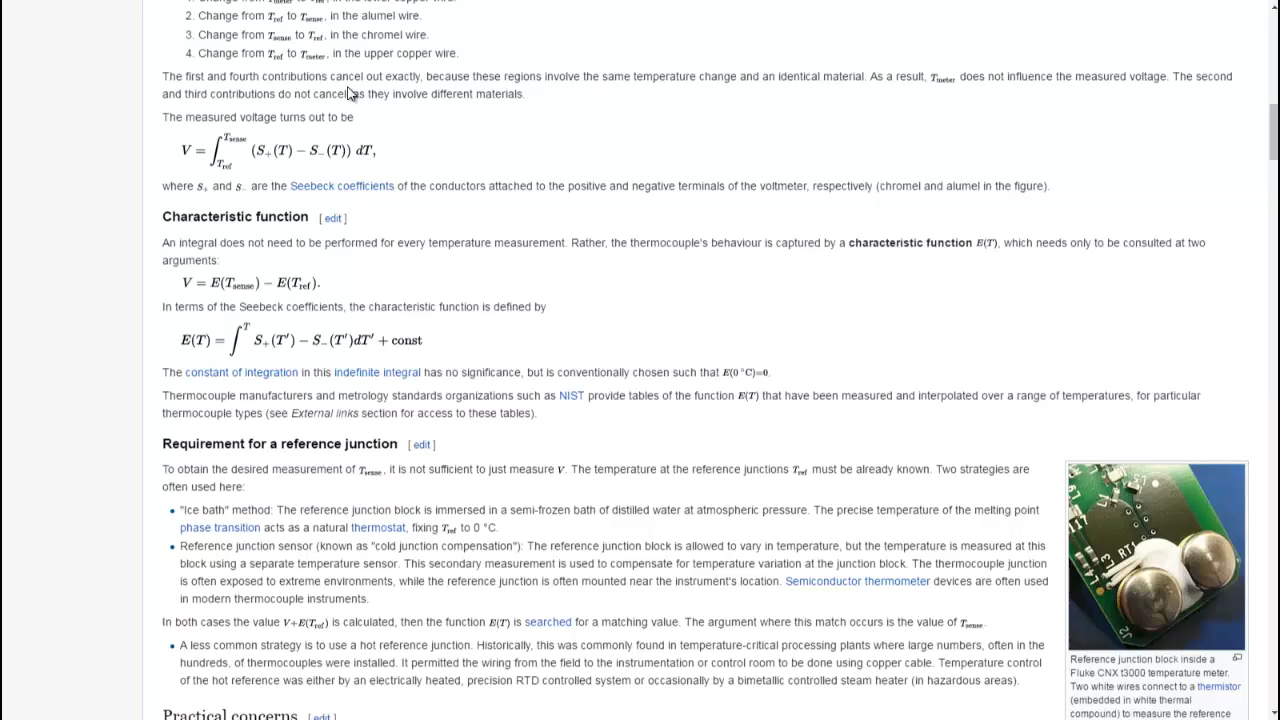 2. Change from T_ref to T_sense, in the alumel wire.
3. Change from T_sense to T_ref, in the chromel wire.
4. Change from T_ref to T_meter, in the upper copper wire.
The first and fourth contributions cancel out exactly, because these regions involve the same temperature change and an identical material. As a result, T_meter does not influence the measured voltage. The second
and third contributions do not cancel, as they involve different materials.
The measured voltage turns out to be
V = ∫_{T_ref}^{T_sense} (S₊(T) − S₋(T)) dT,
where S₊ and S₋ are the Seebeck coefficients of the conductors attached to the positive and negative terminals of the voltmeter, respectively (chromel and alumel in the figure).
Characteristic function [ edit ]
An integral does not need to be performed for every temperature measurement. Rather, the thermocouple's behaviour is captured by a characteristic function E(T), which needs only to be consulted at two
arguments:
V = E(T_sense) − E(T_ref).
In terms of the Seebeck coefficients, the characteristic function is defined by
E(T) = ∫^T S₊(T′) − S₋(T′)dT′ + const
The constant of integration in this indefinite integral has no significance, but is conventionally chosen such that E(0 °C)=0.
Thermocouple manufacturers and metrology standards organizations such as NIST provide tables of the function E(T) that have been measured and interpolated over a range of temperatures, for particular
thermocouple types (see External links section for access to these tables).
Requirement for a reference junction [ edit ]
To obtain the desired measurement of T_sense, it is not sufficient to just measure V. The temperature at the reference junctions T_ref must be already known. Two strategies are
often used here:
• "Ice bath" method: The reference junction block is immersed in a semi-frozen bath of distilled water at atmospheric pressure. The precise temperature of the melting point
phase transition acts as a natural thermostat, fixing T_ref to 0 °C.
• Reference junction sensor (known as "cold junction compensation"): The reference junction block is allowed to vary in temperature, but the temperature is measured at this
block using a separate temperature sensor. This secondary measurement is used to compensate for temperature variation at the junction block. The thermocouple junction
is often exposed to extreme environments, while the reference junction is often mounted near the instrument's location. Semiconductor thermometer devices are often used
in modern thermocouple instruments.
In both cases the value V+E(T_ref) is calculated, then the function E(T) is searched for a matching value. The argument where this match occurs is the value of T_sense.
• A less common strategy is to use a hot reference junction. Historically, this was commonly found in temperature-critical processing plants where large numbers, often in the
hundreds, of thermocouples were installed. It permitted the wiring from the field to the instrumentation or control room to be done using copper cable. Temperature control
of the hot reference was either by an electrically heated, precision RTD controlled system or occasionally by a bimetallic controlled steam heater (in hazardous areas).
RT1
J2
Reference junction block inside a
Fluke CNX t3000 temperature meter.
Two white wires connect to a thermistor
(embedded in white thermal
compound) to measure the reference
Practical concerns [ edit ]